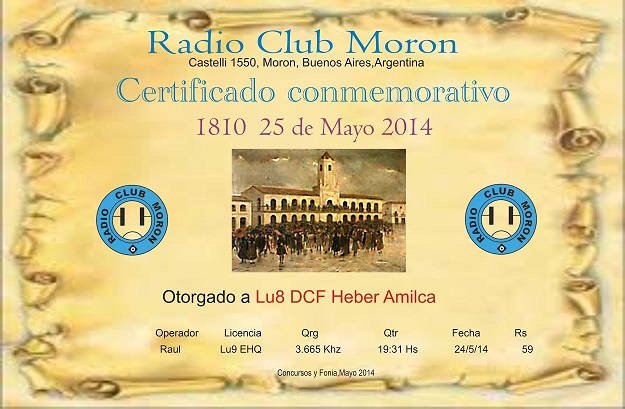 Radio Club Moron
Castelli 1550, Moron, Buenos Aires,Argentina
Certificado conmemorativo
1810 25 de Mayo 2014
RADIO CLUB MORON
RADIO CLUB MORON
Otorgado a Lu8 DCF Heber Amilca
Operador Licencia Qrg Qtr Fecha Rs
Raul Lu9 EHQ 3.665 Khz 19:31 Hs 24/5/14 59
Concursos y Fonia,Mayo 2014